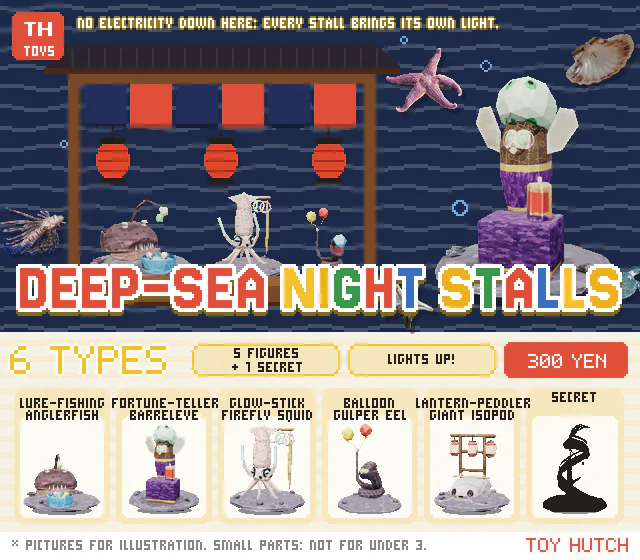 TH
TOYS
NO ELECTRICITY DOWN HERE: EVERY STALL BRINGS ITS OWN LIGHT.
DEEP-SEA NIGHT STALLS
6 TYPES
5 FIGURES
+ 1 SECRET
LIGHTS UP!
300 YEN
LURE-FISHING
ANGLERFISH
FORTUNE-TELLER
BARRELEYE
GLOW-STICK
FIREFLY SQUID
BALLOON
GULPER EEL
LANTERN-PEDDLER
GIANT ISOPOD
SECRET
* PICTURES FOR ILLUSTRATION. SMALL PARTS: NOT FOR UNDER 3.
TOY HUTCH